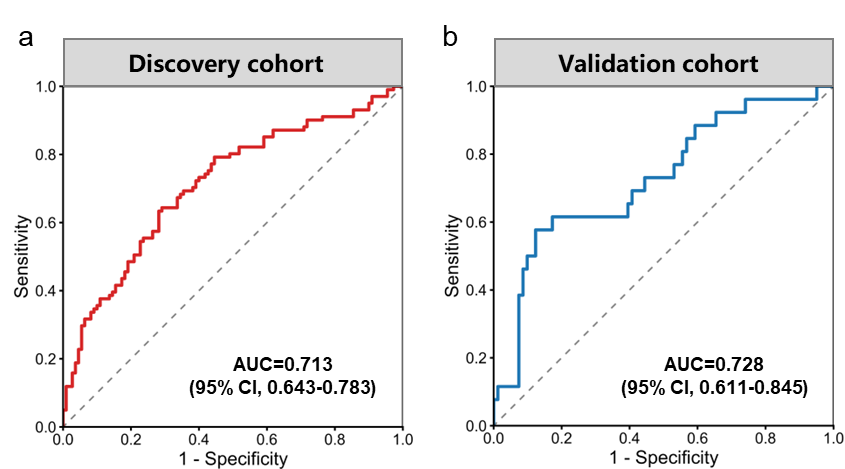 a
Discovery cohort
1.0
0.8
0.6
0.4
0.2
0.0
Sensitivity
AUC=0.713
(95% CI, 0.643-0.783)
0.0 0.2 0.4 0.6 0.8 1.0
1 - Specificity
b
Validation cohort
1.0
0.8
0.6
0.4
0.2
0.0
Sensitivity
AUC=0.728
(95% CI, 0.611-0.845)
0.0 0.2 0.4 0.6 0.8 1.0
1 - Specificity